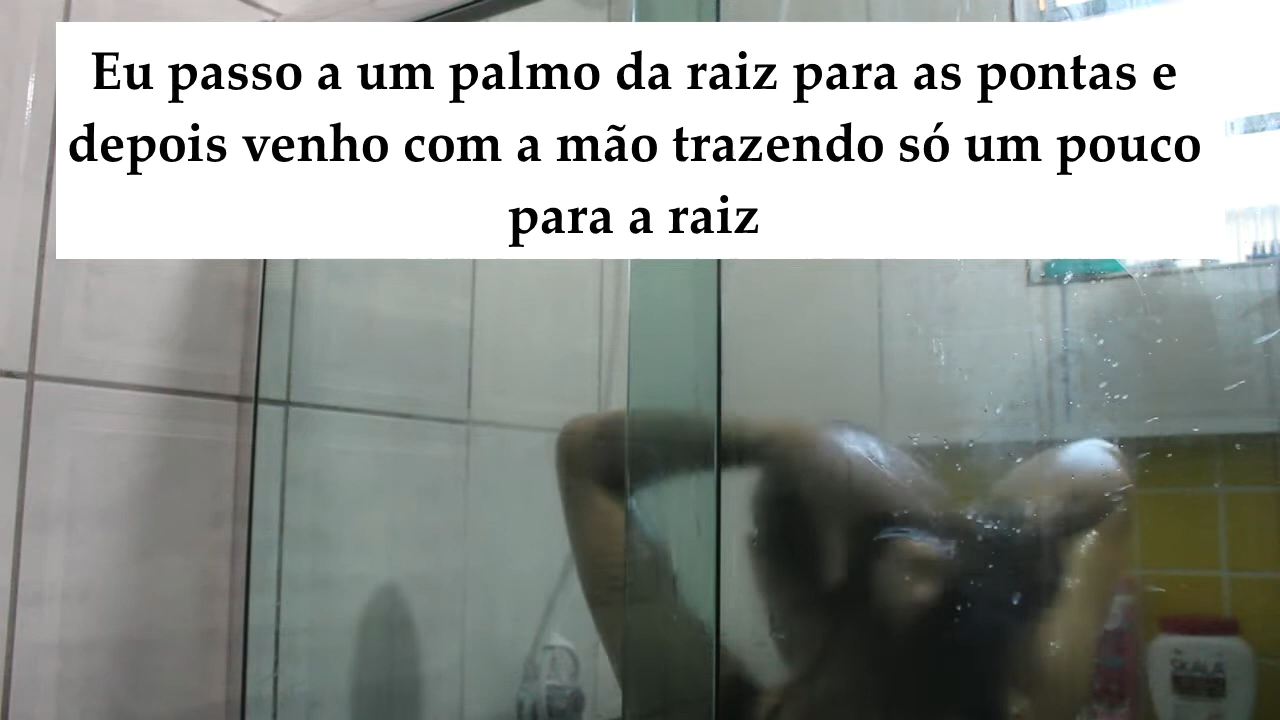 Eu passo a um palmo da raiz para as pontas e
depois venho com a mão trazendo só um pouco
para a raiz
SKALA